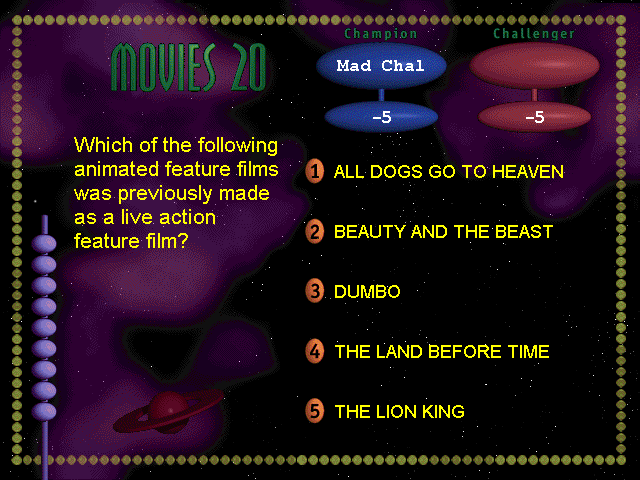 Champion
Challenger
MOVIES 20
Mad Chal
-5
-5
Which of the following
animated feature films
was previously made
as a live action
feature film?
1 ALL DOGS GO TO HEAVEN
2 BEAUTY AND THE BEAST
3 DUMBO
4 THE LAND BEFORE TIME
5 THE LION KING